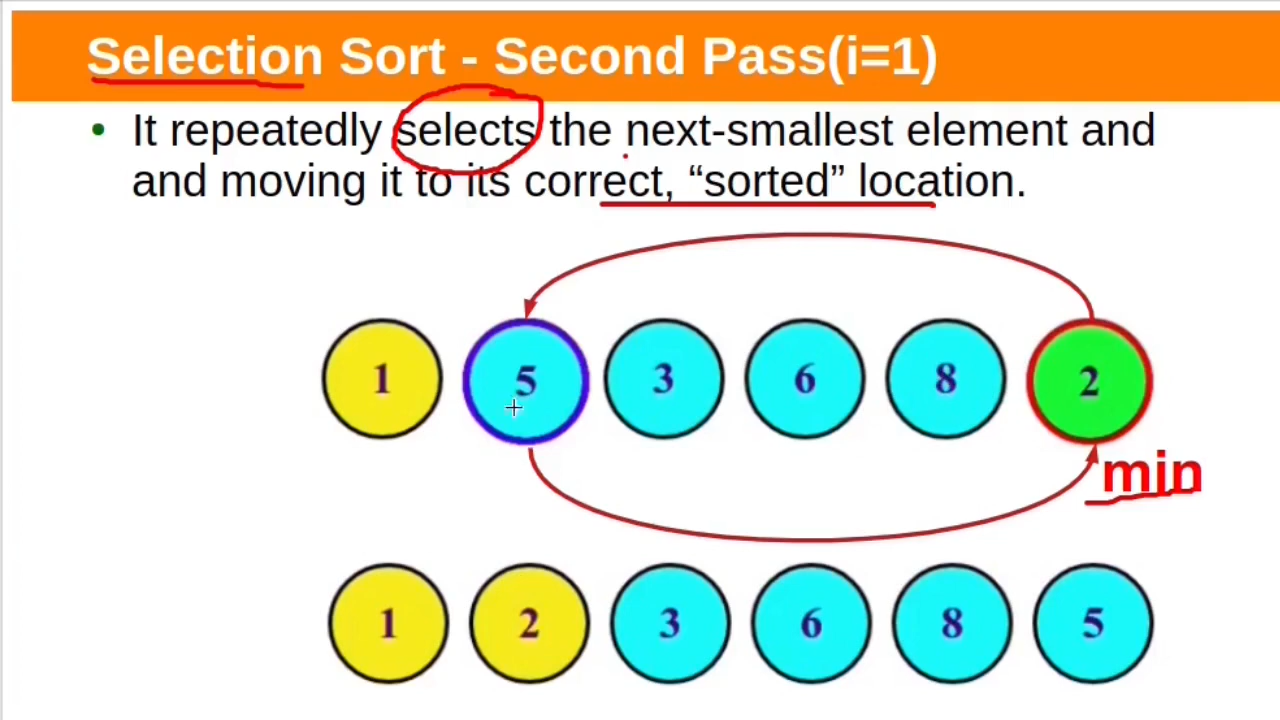 Selection Sort - Second Pass(i=1)
• It repeatedly selects the next-smallest element and
and moving it to its correct, “sorted” location.
1 5 3 6 8 2
min
1 2 3 6 8 5